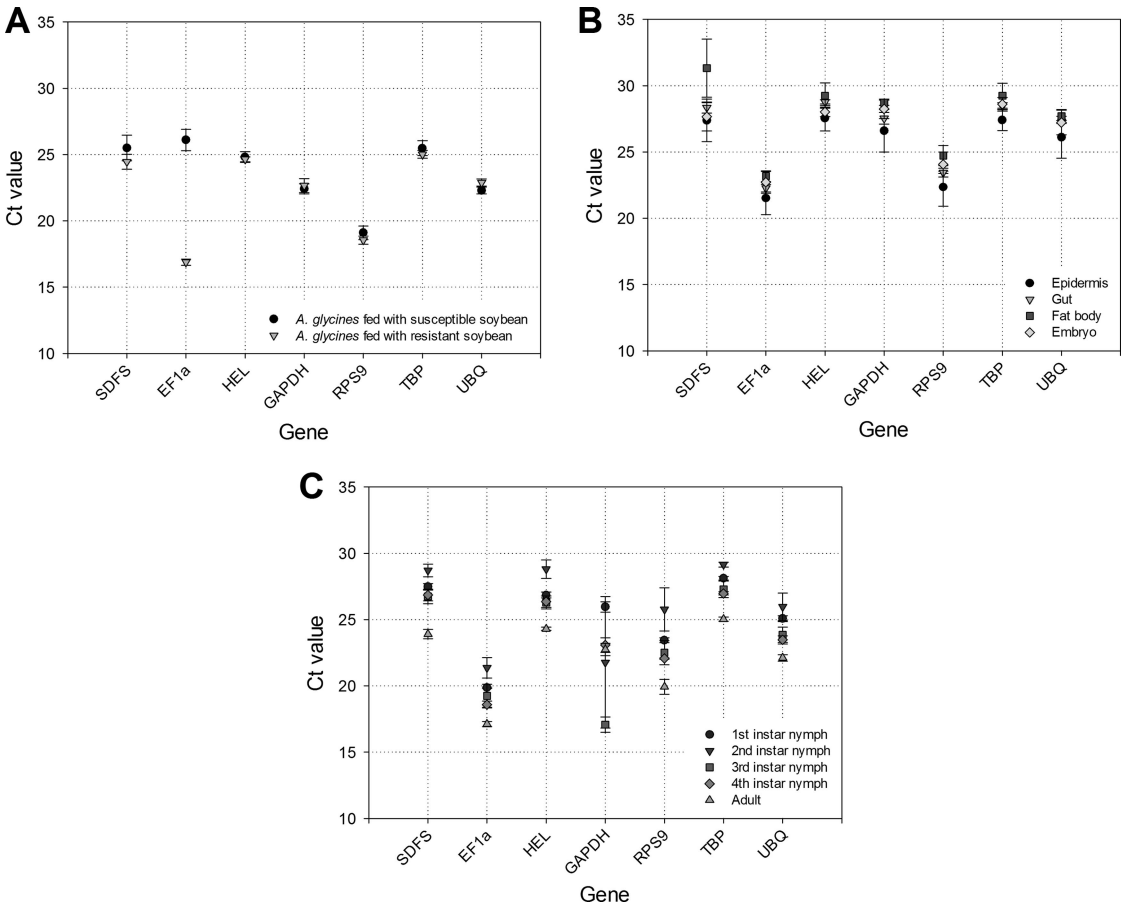 A
35
30
25
20
15
10
Ct value
A. glycines fed with susceptible soybean
A. glycines fed with resistant soybean
SDFS
EF1a
HEL
GAPDH
RPS9
TBP
UBQ
Gene
B
35
30
25
20
15
10
Ct value
Epidermis
Gut
Fat body
Embryo
SDFS
EF1a
HEL
GAPDH
RPS9
TBP
UBQ
Gene
C
35
30
25
20
15
10
Ct value
1st instar nymph
2nd instar nymph
3rd instar nymph
4th instar nymph
Adult
SDFS
EF1a
HEL
GAPDH
RPS9
TBP
UBQ
Gene